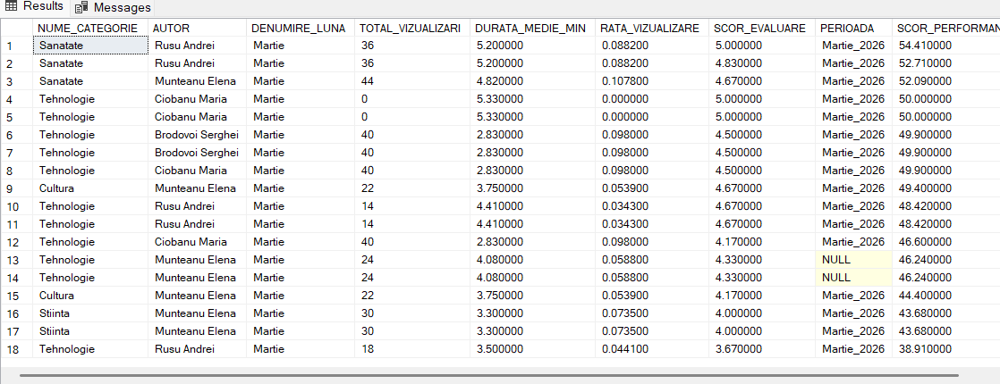 Results Messages
NUME_CATEGORIE AUTOR DENUMIRE_LUNA TOTAL_VIZUALIZARI DURATA_MEDIE_MIN RATA_VIZUALIZARE SCOR_EVALUARE PERIOADA SCOR_PERFORMAN
1 Sanatate Rusu Andrei Martie 36 5.200000 0.088200 5.000000 Martie_2026 54.410000
2 Sanatate Rusu Andrei Martie 36 5.200000 0.088200 4.830000 Martie_2026 52.710000
3 Sanatate Munteanu Elena Martie 44 4.820000 0.107800 4.670000 Martie_2026 52.090000
4 Tehnologie Ciobanu Maria Martie 0 5.330000 0.000000 5.000000 Martie_2026 50.000000
5 Tehnologie Ciobanu Maria Martie 0 5.330000 0.000000 5.000000 Martie_2026 50.000000
6 Tehnologie Brodovoi Serghei Martie 40 2.830000 0.098000 4.500000 Martie_2026 49.900000
7 Tehnologie Brodovoi Serghei Martie 40 2.830000 0.098000 4.500000 Martie_2026 49.900000
8 Tehnologie Ciobanu Maria Martie 40 2.830000 0.098000 4.500000 Martie_2026 49.900000
9 Cultura Munteanu Elena Martie 22 3.750000 0.053900 4.670000 Martie_2026 49.400000
10 Tehnologie Rusu Andrei Martie 14 4.410000 0.034300 4.670000 Martie_2026 48.420000
11 Tehnologie Rusu Andrei Martie 14 4.410000 0.034300 4.670000 Martie_2026 48.420000
12 Tehnologie Ciobanu Maria Martie 40 2.830000 0.098000 4.170000 Martie_2026 46.600000
13 Tehnologie Munteanu Elena Martie 24 4.080000 0.058800 4.330000 NULL 46.240000
14 Tehnologie Munteanu Elena Martie 24 4.080000 0.058800 4.330000 NULL 46.240000
15 Cultura Munteanu Elena Martie 22 3.750000 0.053900 4.170000 Martie_2026 44.400000
16 Stiinta Munteanu Elena Martie 30 3.300000 0.073500 4.000000 Martie_2026 43.680000
17 Stiinta Munteanu Elena Martie 30 3.300000 0.073500 4.000000 Martie_2026 43.680000
18 Tehnologie Rusu Andrei Martie 18 3.500000 0.044100 3.670000 Martie_2026 38.910000